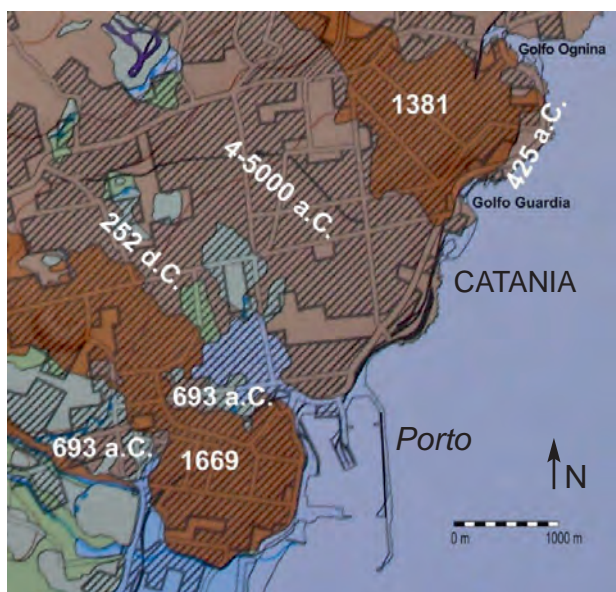 Golfo Ognina
1381
425 a.C.
4-5000 a.C.
Golfo Guardia
252 d.C.
CATANIA
693 a.C.
693 a.C.
1669
Porto
N
0 m 1000 m